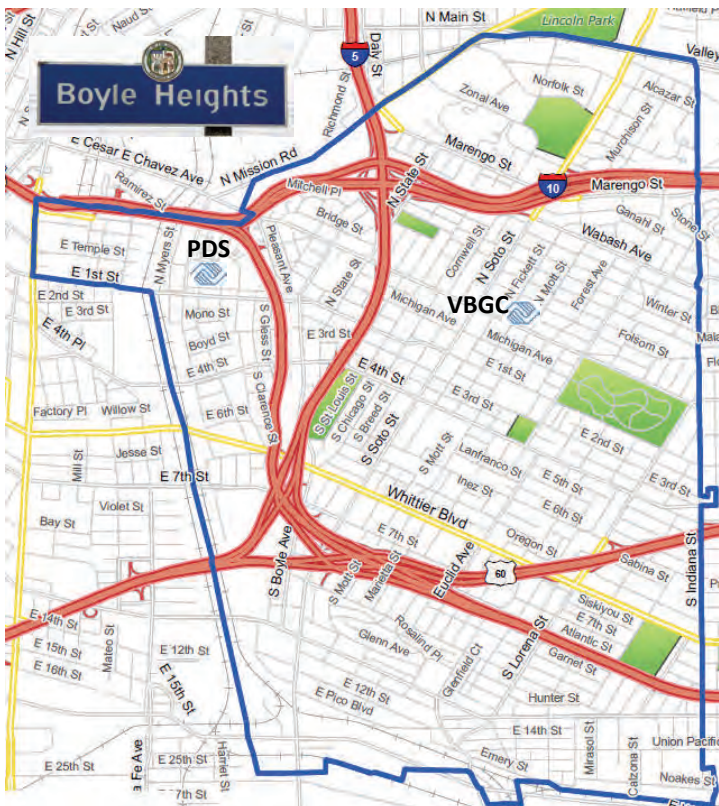 N Main St
Lincoln Park
N Hill St
Naud St
Daly St
5
Valley
Richmond St
Boyle Heights
Norfolk St
Alcazar St
Zonal Ave
Murchison St
E Cesar E Chavez Ave
N Mission Rd
Marengo St
Ramirez St
Mitchell Pl
N State St
10
Marengo St
Bridge St
Ganahl St
Stone St
Wabash Ave
E Temple St
N Myers St
PDS
Pleasant Ave
Cornwell St
N Soto St
E 1st St
N State St
N Fickett St
N Mott St
Forest Ave
E 2nd St
E 3rd St
Mono St
VBGC
Winter St
Michigan Ave
E 4th Pl
Boyd St
S Gless St
E 3rd St
Michigan Ave
Folsom St
E 4th St
E 4th St
E 1st St
S Clarence St
S St Louis St
S Chicago St
S Breed St
S Soto St
E 3rd St
Factory Pl
Willow St
E 6th St
E 2nd St
S Mott St
Lanfranco St
Mill St
Jesse St
E 7th St
E 5th St
E 3rd St
Inez St
E 6th St
Violet St
Whittier Blvd
Bay St
E 7th St
Oregon St
S Boyle Ave
S Mott St
Marietta St
Euclid Ave
60
Sabina St
S Indiana St
Siskiyou St
E 7th St
E 14th St
Mateo St
Glenn Ave
Rosalind Pl
Atlantic St
E 15th St
E 12th St
Glenfield Ct
S Lorena St
Garnet St
E 16th St
E 15th St
E 12th St
Hunter St
E Pico Blvd
E 14th St
Mirasol St
Calzona St
Union Pacific
Emery St
E 25th St
a Fe Ave
E 25th St
Harriet St
Noakes St
7th St